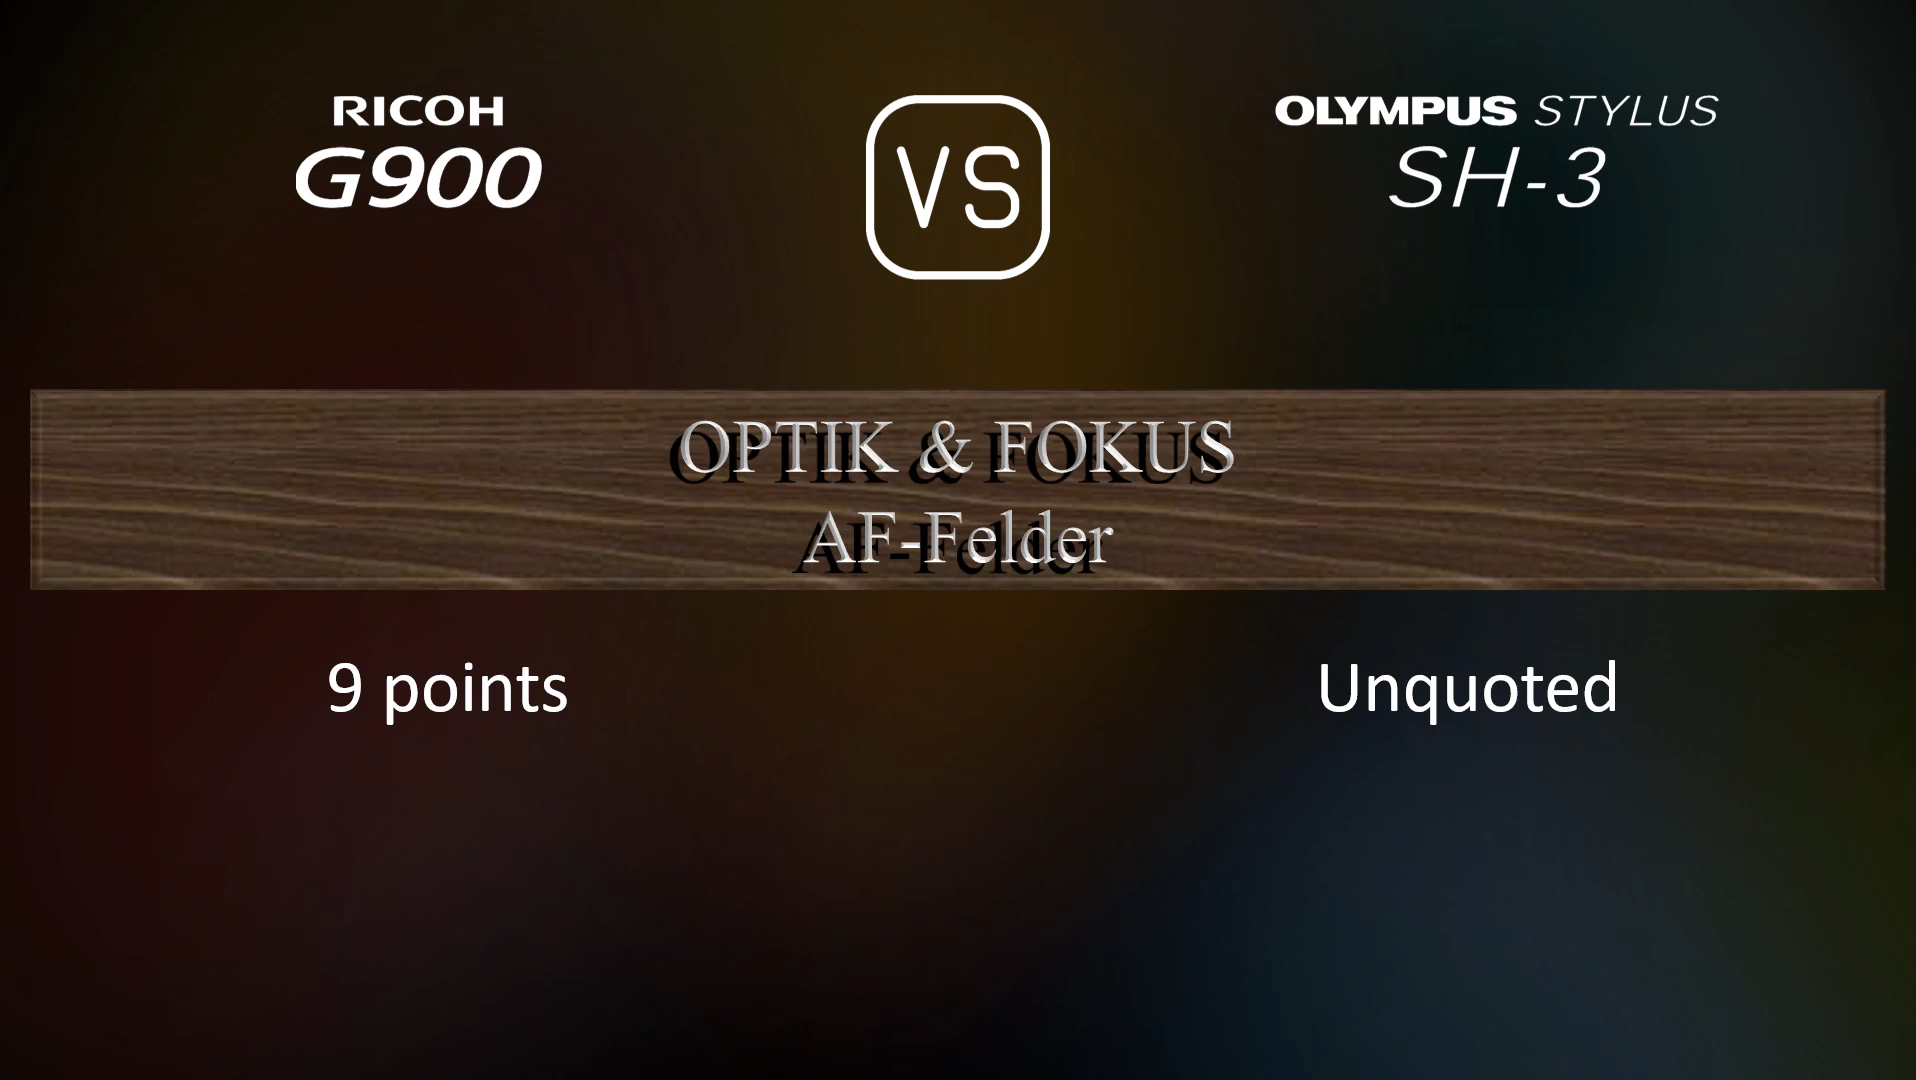 RICOH
G900
VS
OLYMPUS STYLUS
SH-3
OPTIK & FOKUS
AF-Felder
9 points
Unquoted